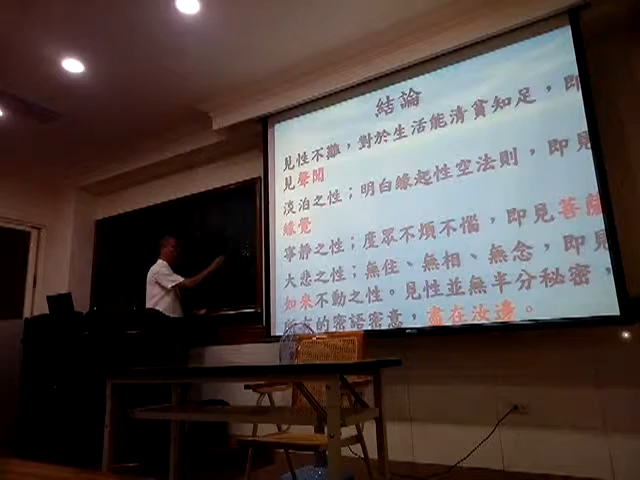 結論
見性不難，對於生活能清貧知足，即
見聲聞
淡泊之性；明白緣起性空法則，即見
緣覺
寧靜之性；度眾不煩不惱，即見菩薩
大悲之性；無住、無相、無念，即見
如來不動之性。見性並無半分秘密，
所有的密語密意，盡在汝邊。